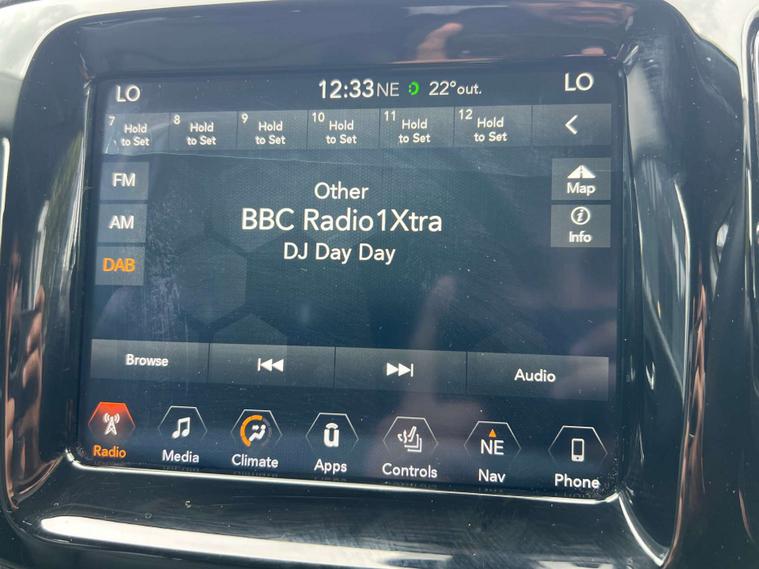 LO 12:33 NE 22° out. LO
7 Hold to Set
8 Hold to Set
9 Hold to Set
10 Hold to Set
11 Hold to Set
12 Hold to Set
FM
AM
DAB
Other
BBC Radio1Xtra
DJ Day Day
Map
i
Info
Browse
Audio
Radio
Media
Climate
u
Apps
Controls
NE
Nav
Phone